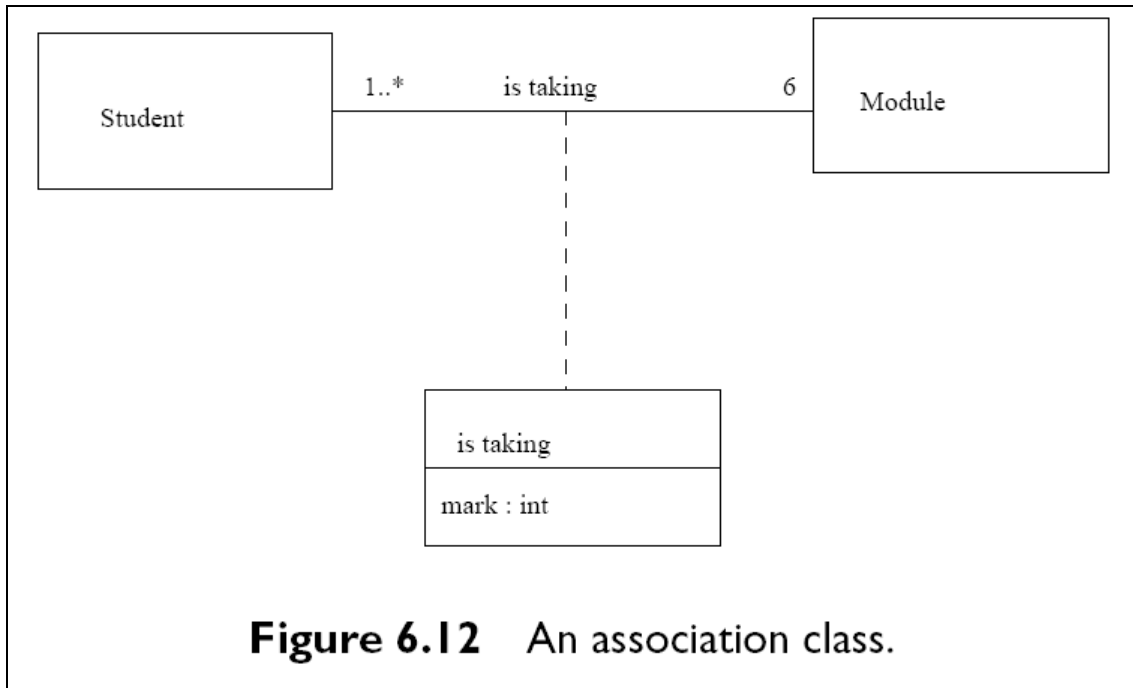 Student
1..* is taking 6
Module
is taking
mark : int
Figure 6.12 An association class.